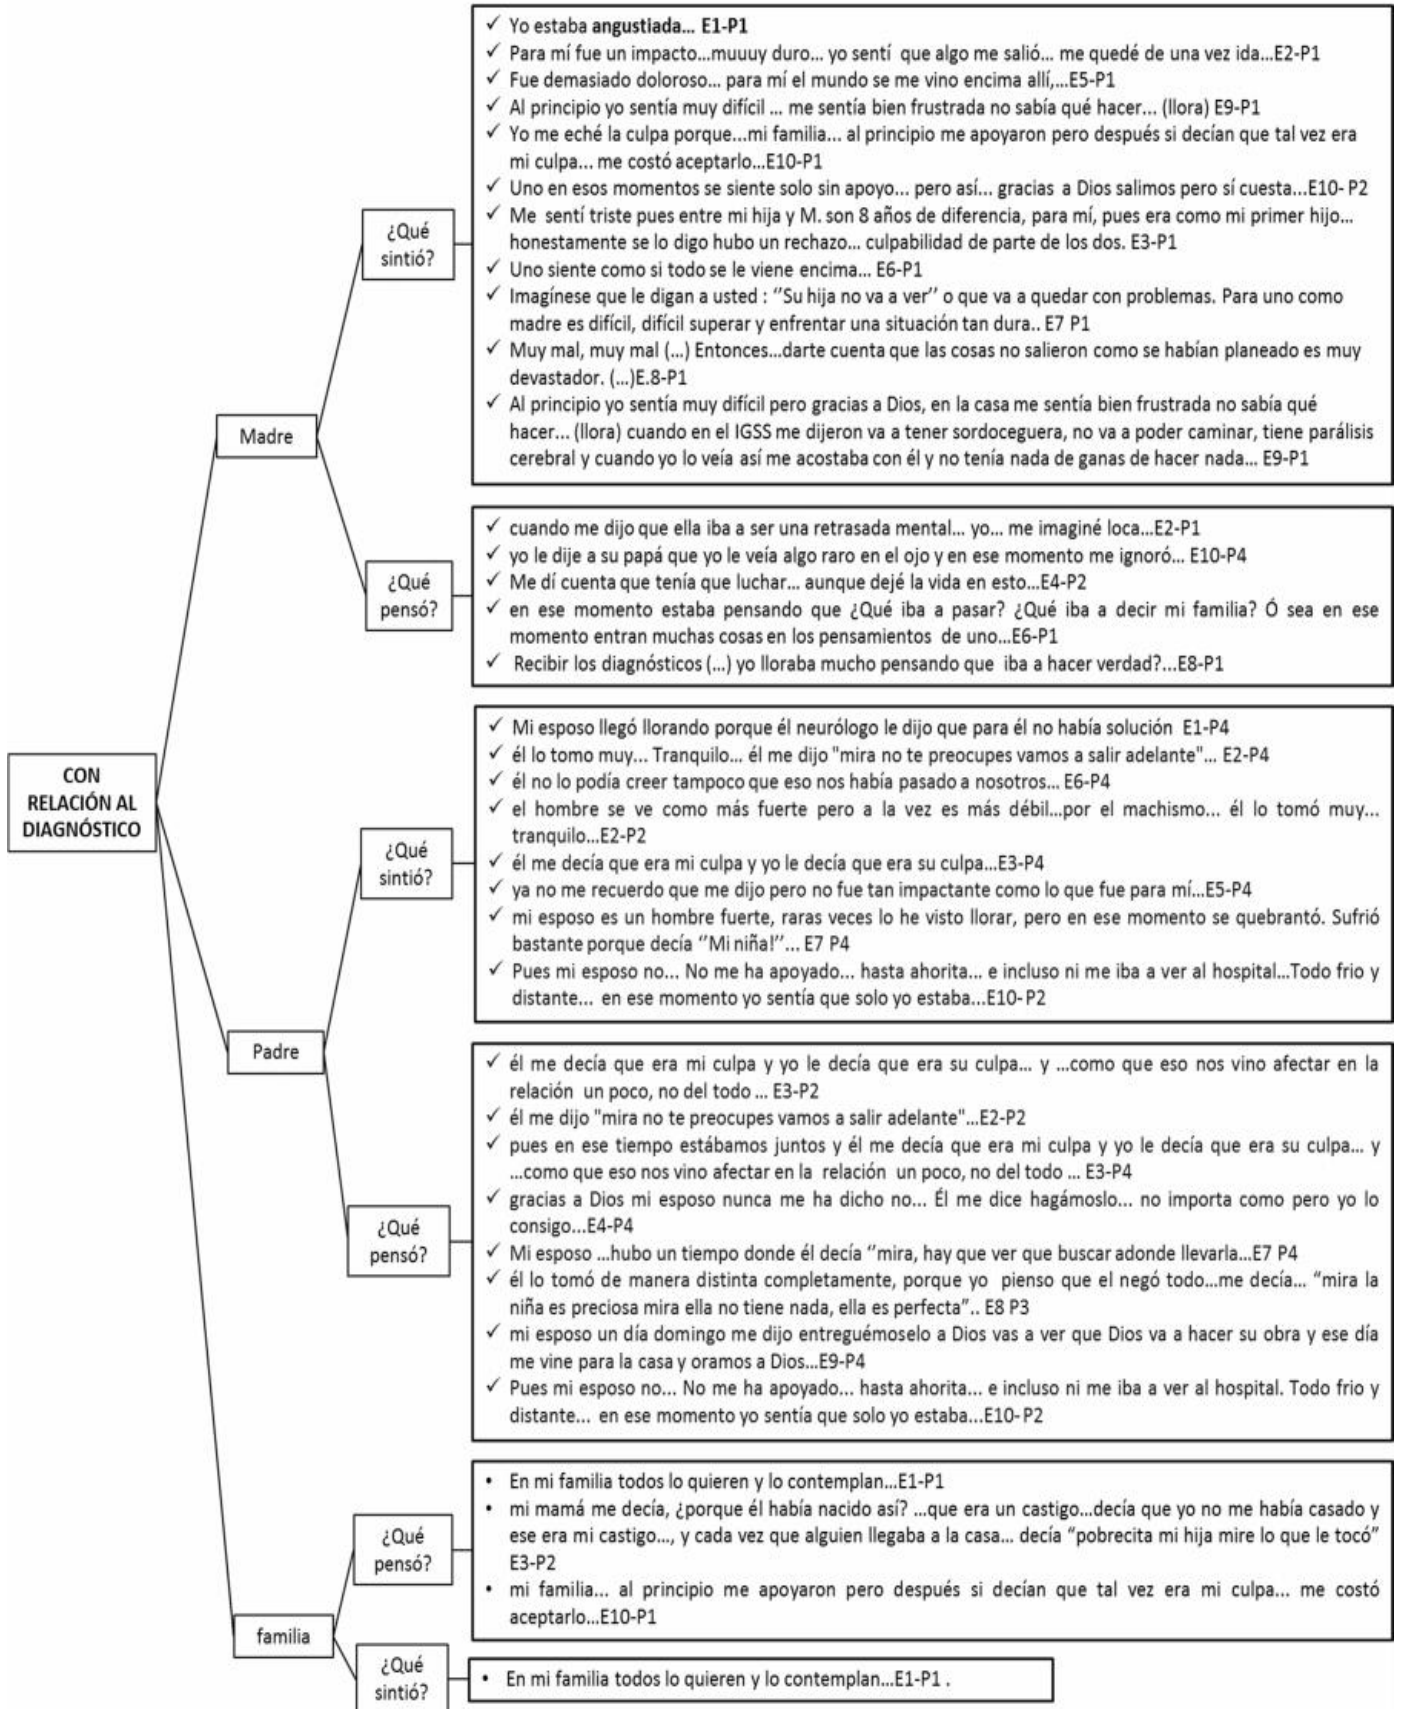 CON
RELACIÓN AL
DIAGNÓSTICO
Madre
¿Qué
sintió?
✓ Yo estaba angustiada... E1-P1
✓ Para mí fue un impacto...muuuy duro... yo sentí que algo me salió... me quedé de una vez ida...E2-P1
✓ Fue demasiado doloroso... para mí el mundo se me vino encima allí,...E5-P1
✓ Al principio yo sentía muy difícil ... me sentía bien frustrada no sabía qué hacer... (llora) E9-P1
✓ Yo me eché la culpa porque...mi familia... al principio me apoyaron pero después si decían que tal vez era
mi culpa... me costó aceptarlo...E10-P1
✓ Uno en esos momentos se siente solo sin apoyo... pero así... gracias a Dios salimos pero sí cuesta...E10- P2
✓ Me sentí triste pues entre mi hija y M. son 8 años de diferencia, para mí, pues era como mi primer hijo...
honestamente se lo digo hubo un rechazo... culpabilidad de parte de los dos. E3-P1
✓ Uno siente como si todo se le viene encima... E6-P1
✓ Imagínese que le digan a usted : ‘’Su hija no va a ver’’ o que va a quedar con problemas. Para uno como
madre es difícil, difícil superar y enfrentar una situación tan dura.. E7 P1
✓ Muy mal, muy mal (...) Entonces...darte cuenta que las cosas no salieron como se habían planeado es muy
devastador. (...)E.8-P1
✓ Al principio yo sentía muy difícil pero gracias a Dios, en la casa me sentía bien frustrada no sabía qué
hacer... (llora) cuando en el IGSS me dijeron va a tener sordoceguera, no va a poder caminar, tiene parálisis
cerebral y cuando yo lo veía así me acostaba con él y no tenía nada de ganas de hacer nada... E9-P1
¿Qué
pensó?
✓ cuando me dijo que ella iba a ser una retrasada mental... yo... me imaginé loca...E2-P1
✓ yo le dije a su papá que yo le veía algo raro en el ojo y en ese momento me ignoró... E10-P4
✓ Me dí cuenta que tenía que luchar... aunque dejé la vida en esto...E4-P2
✓ en ese momento estaba pensando que ¿Qué iba a pasar? ¿Qué iba a decir mi familia? Ó sea en ese
momento entran muchas cosas en los pensamientos de uno...E6-P1
✓ Recibir los diagnósticos (...) yo lloraba mucho pensando que iba a hacer verdad?...E8-P1
Padre
¿Qué
sintió?
✓ Mi esposo llegó llorando porque él neurólogo le dijo que para él no había solución E1-P4
✓ él lo tomo muy... Tranquilo... él me dijo "mira no te preocupes vamos a salir adelante"... E2-P4
✓ él no lo podía creer tampoco que eso nos había pasado a nosotros... E6-P4
✓ el hombre se ve como más fuerte pero a la vez es más débil...por el machismo... él lo tomó muy...
tranquilo...E2-P2
✓ él me decía que era mi culpa y yo le decía que era su culpa...E3-P4
✓ ya no me recuerdo que me dijo pero no fue tan impactante como lo que fue para mí...E5-P4
✓ mi esposo es un hombre fuerte, raras veces lo he visto llorar, pero en ese momento se quebrantó. Sufrió
bastante porque decía ‘’Mi niña!’’... E7 P4
✓ Pues mi esposo no... No me ha apoyado... hasta ahorita... e incluso ni me iba a ver al hospital...Todo frio y
distante... en ese momento yo sentía que solo yo estaba...E10- P2
¿Qué
pensó?
✓ él me decía que era mi culpa y yo le decía que era su culpa... y ...como que eso nos vino afectar en la
relación un poco, no del todo ... E3-P2
✓ él me dijo "mira no te preocupes vamos a salir adelante"...E2-P2
✓ pues en ese tiempo estábamos juntos y él me decía que era mi culpa y yo le decía que era su culpa... y
...como que eso nos vino afectar en la relación un poco, no del todo ... E3-P4
✓ gracias a Dios mi esposo nunca me ha dicho no... Él me dice hagámoslo... no importa como pero yo lo
consigo...E4-P4
✓ Mi esposo ...hubo un tiempo donde él decía ‘’mira, hay que ver que buscar adonde llevarla...E7 P4
✓ él lo tomó de manera distinta completamente, porque yo pienso que el negó todo...me decía... “mira la
niña es preciosa mira ella no tiene nada, ella es perfecta”.. E8 P3
✓ mi esposo un día domingo me dijo entreguémoselo a Dios vas a ver que Dios va a hacer su obra y ese día
me vine para la casa y oramos a Dios...E9-P4
✓ Pues mi esposo no... No me ha apoyado... hasta ahorita... e incluso ni me iba a ver al hospital. Todo frio y
distante... en ese momento yo sentía que solo yo estaba...E10- P2
familia
¿Qué
pensó?
• En mi familia todos lo quieren y lo contemplan...E1-P1
• mi mamá me decía, ¿porque él había nacido así? ...que era un castigo...decía que yo no me había casado y
ese era mi castigo..., y cada vez que alguien llegaba a la casa... decía “pobrecita mi hija mire lo que le tocó”
E3-P2
• mi familia... al principio me apoyaron pero después si decían que tal vez era mi culpa... me costó
aceptarlo...E10-P1
¿Qué
sintió?
• En mi familia todos lo quieren y lo contemplan...E1-P1 .